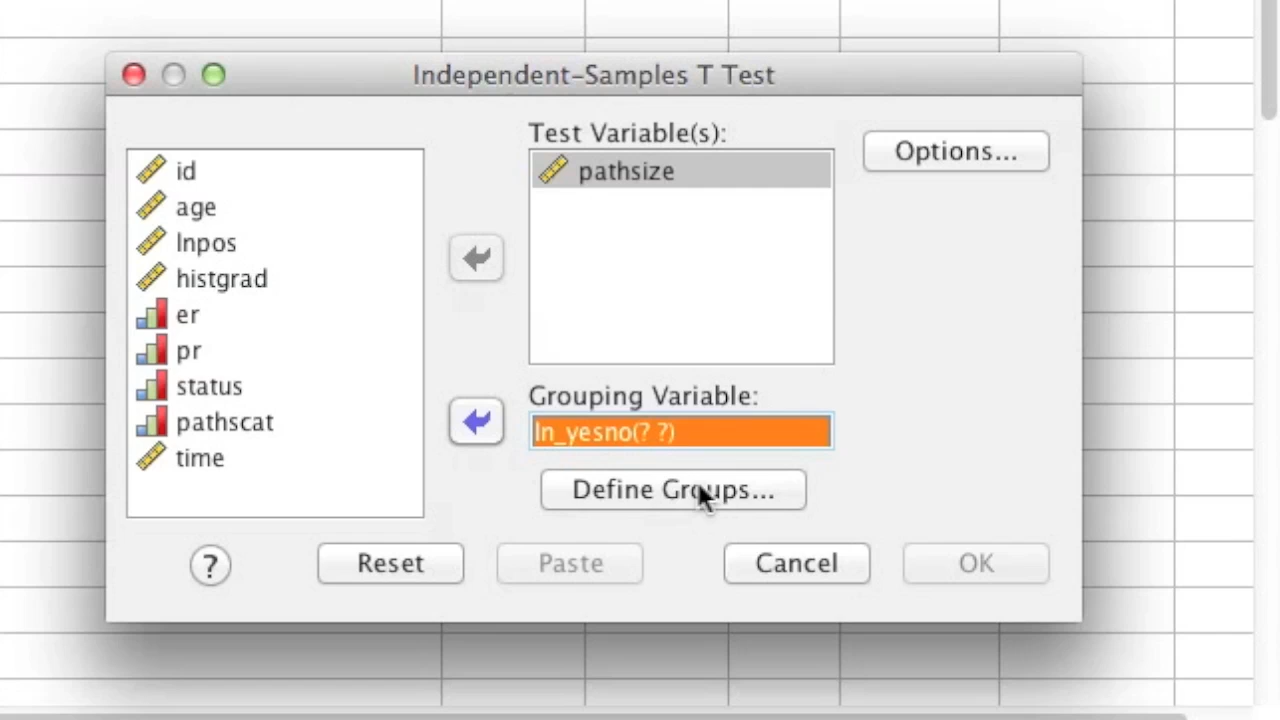 Independent-Samples T Test
Test Variable(s):
Options...
id
age
lnpos
histgrad
er
pr
status
pathscat
time
pathsize
Grouping Variable:
ln_yesno(? ?)
Define Groups...
?
Reset
Paste
Cancel
OK